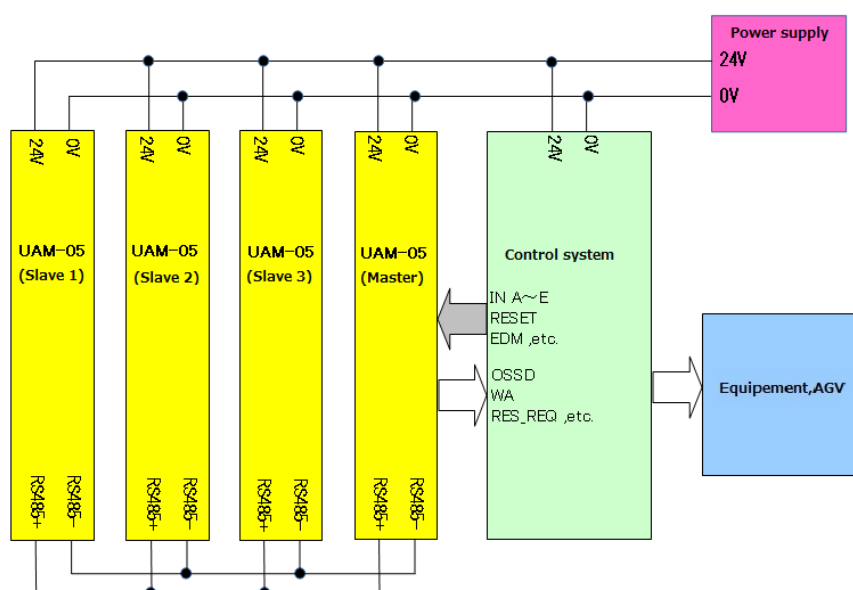 Power supply
24V
0V
24V
0V
24V
0V
24V
0V
24V
0V
24V
0V
UAM-05
(Slave 1)
UAM-05
(Slave 2)
UAM-05
(Slave 3)
UAM-05
(Master)
Control system
IN A～E
RESET
EDM ,etc.
OSSD
WA
RES_REQ ,etc.
Equipement,AGV
RS485+
RS485-
RS485+
RS485-
RS485+
RS485-
RS485+
RS485-